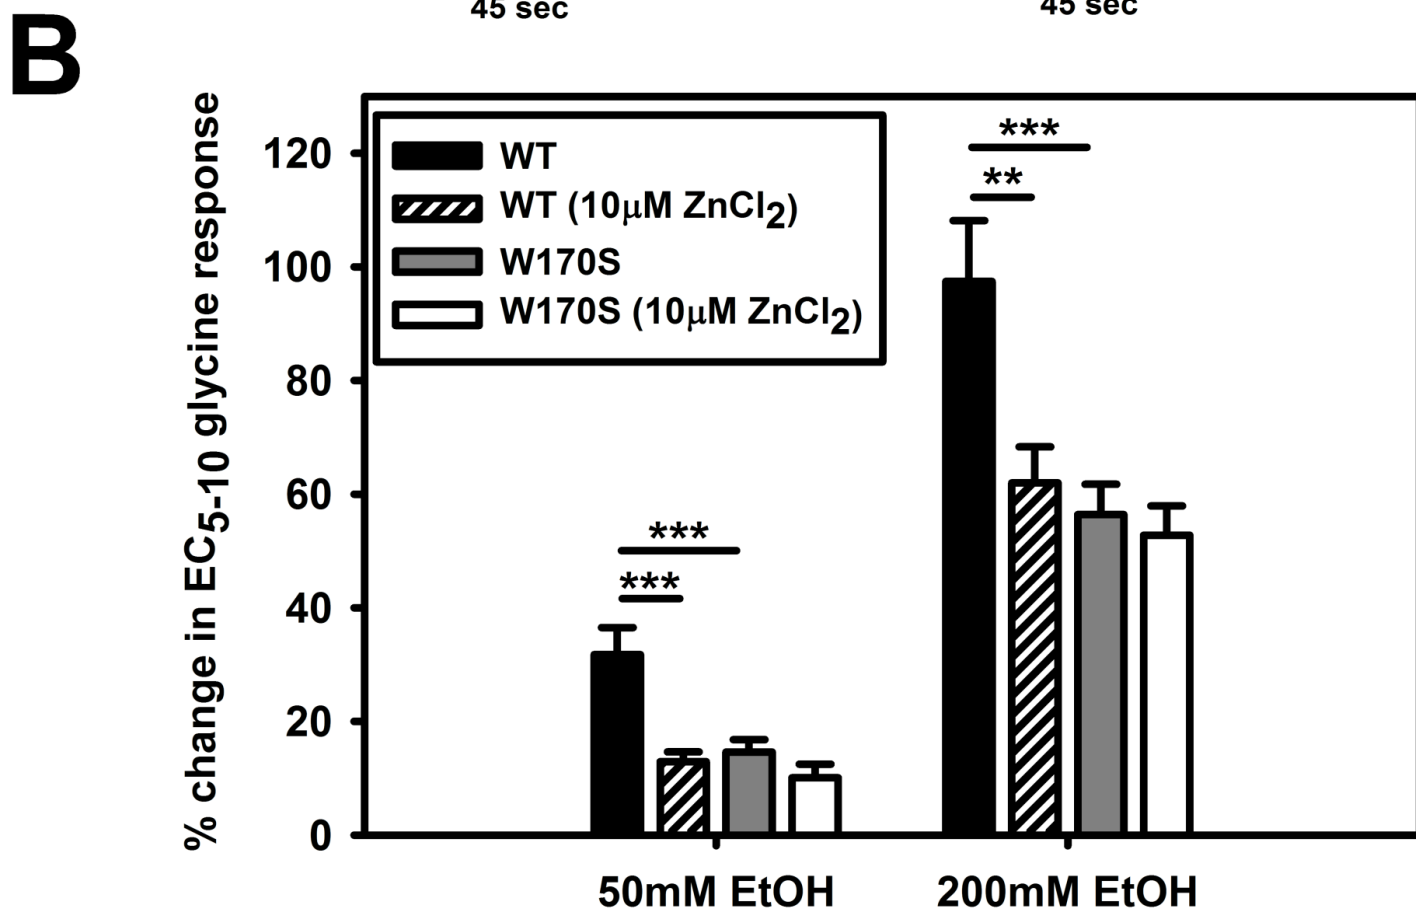 45 sec
45 sec
B
% change in EC5-10 glycine response
120
100
80
60
40
20
0
WT
WT (10μM ZnCl2)
W170S
W170S (10μM ZnCl2)
***
**
***
***
50mM EtOH
200mM EtOH